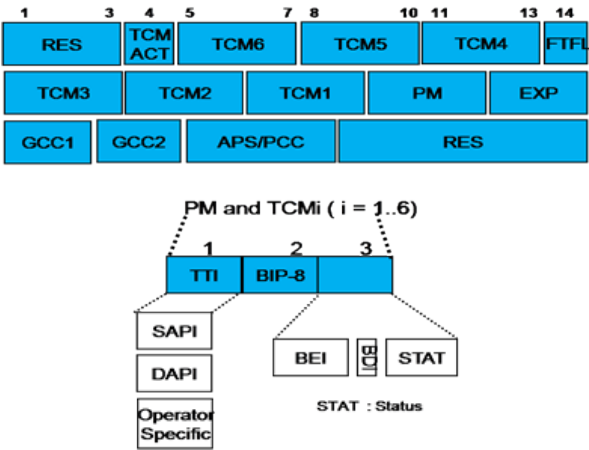 1 3 4 5 7 8 10 11 13 14
RES TCM ACT TCM6 TCM5 TCM4 FTFL
TCM3 TCM2 TCM1 PM EXP
GCC1 GCC2 APS/PCC RES
PM and TCMi ( i = 1..6)
1 2 3
TTI BIP-8
SAPI
BEI BDI STAT
DAPI
STAT : Status
Operator
Specific